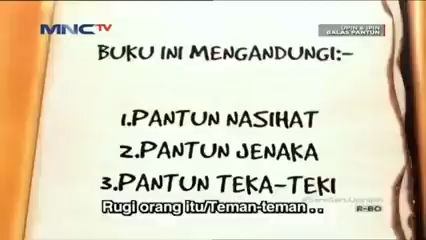 MNCTV
UPIN & IPIN
BALAS PANTUN
BUKU INI MENGANDUNGI:-
1.PANTUN NASIHAT
2.PANTUN JENAKA
3.PANTUN TEKA-TEKI
Rugi orang itu/Teman-teman . .
R-BO